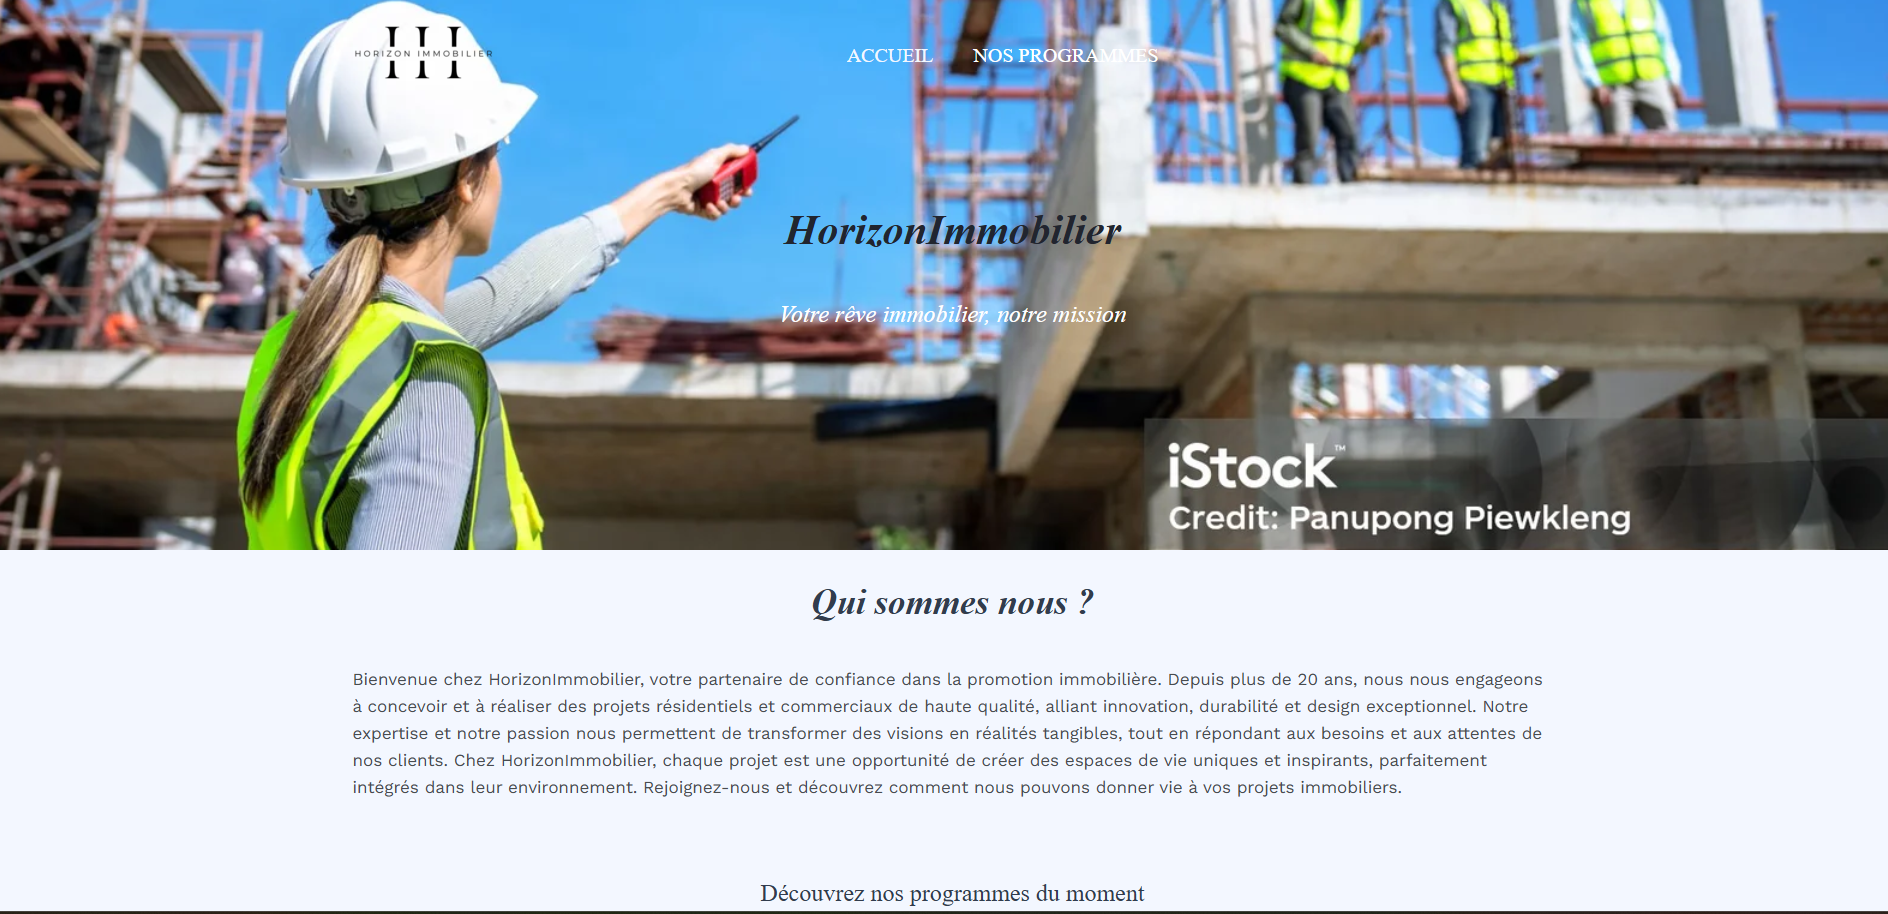 HORIZON IMMOBILIER
ACCUEIL NOS PROGRAMMES
HorizonImmobilier
Votre rêve immobilier, notre mission
iStock™
Credit: Panupong Piewkleng
Qui sommes nous ?
Bienvenue chez HorizonImmobilier, votre partenaire de confiance dans la promotion immobilière. Depuis plus de 20 ans, nous nous engageons
à concevoir et à réaliser des projets résidentiels et commerciaux de haute qualité, alliant innovation, durabilité et design exceptionnel. Notre
expertise et notre passion nous permettent de transformer des visions en réalités tangibles, tout en répondant aux besoins et aux attentes de
nos clients. Chez HorizonImmobilier, chaque projet est une opportunité de créer des espaces de vie uniques et inspirants, parfaitement
intégrés dans leur environnement. Rejoignez-nous et découvrez comment nous pouvons donner vie à vos projets immobiliers.
Découvrez nos programmes du moment